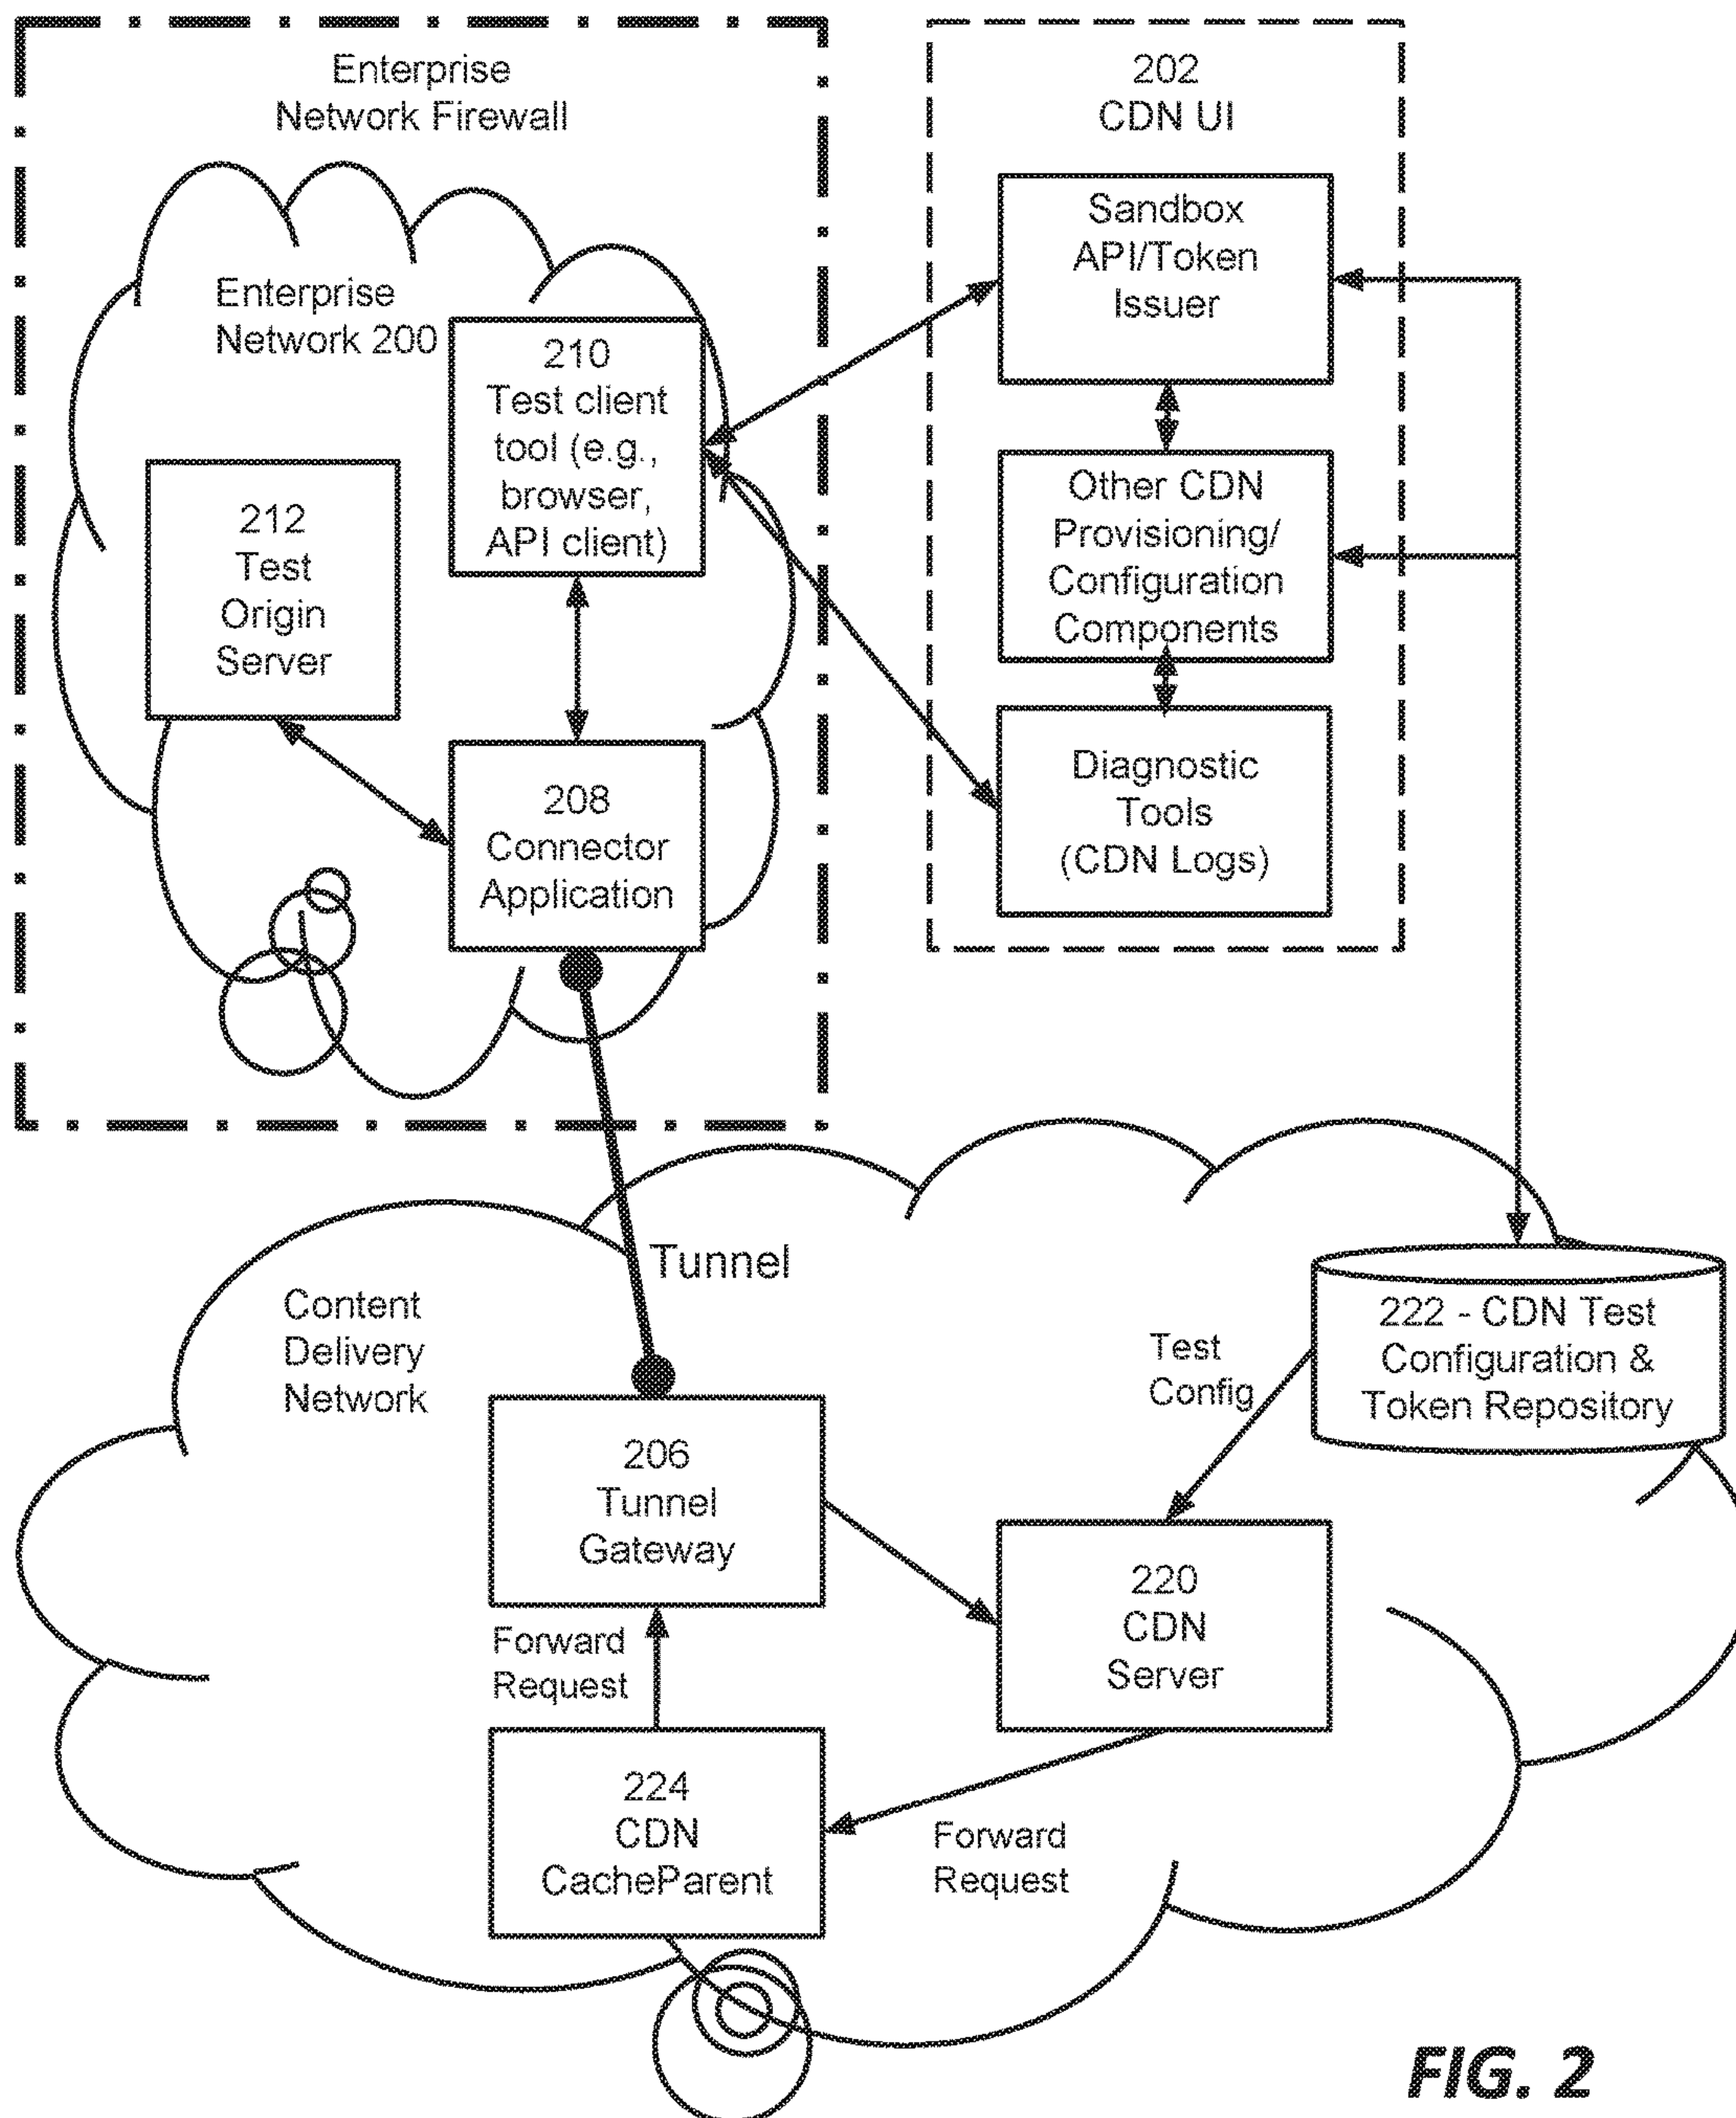 Enterprise
Network Firewall
Enterprise
Network 200
210
Test client
tool (e.g.,
browser,
API client)
212
Test
Origin
Server
208
Connector
Application
202
CDN UI
Sandbox
API/Token
Issuer
Other CDN
Provisioning/
Configuration
Components
Diagnostic
Tools
(CDN Logs)
Tunnel
Content
Delivery
Network
206
Tunnel
Gateway
Test
Config
222 - CDN Test
Configuration &
Token Repository
220
CDN
Server
Forward
Request
224
CDN
CacheParent
Forward
Request
FIG. 2